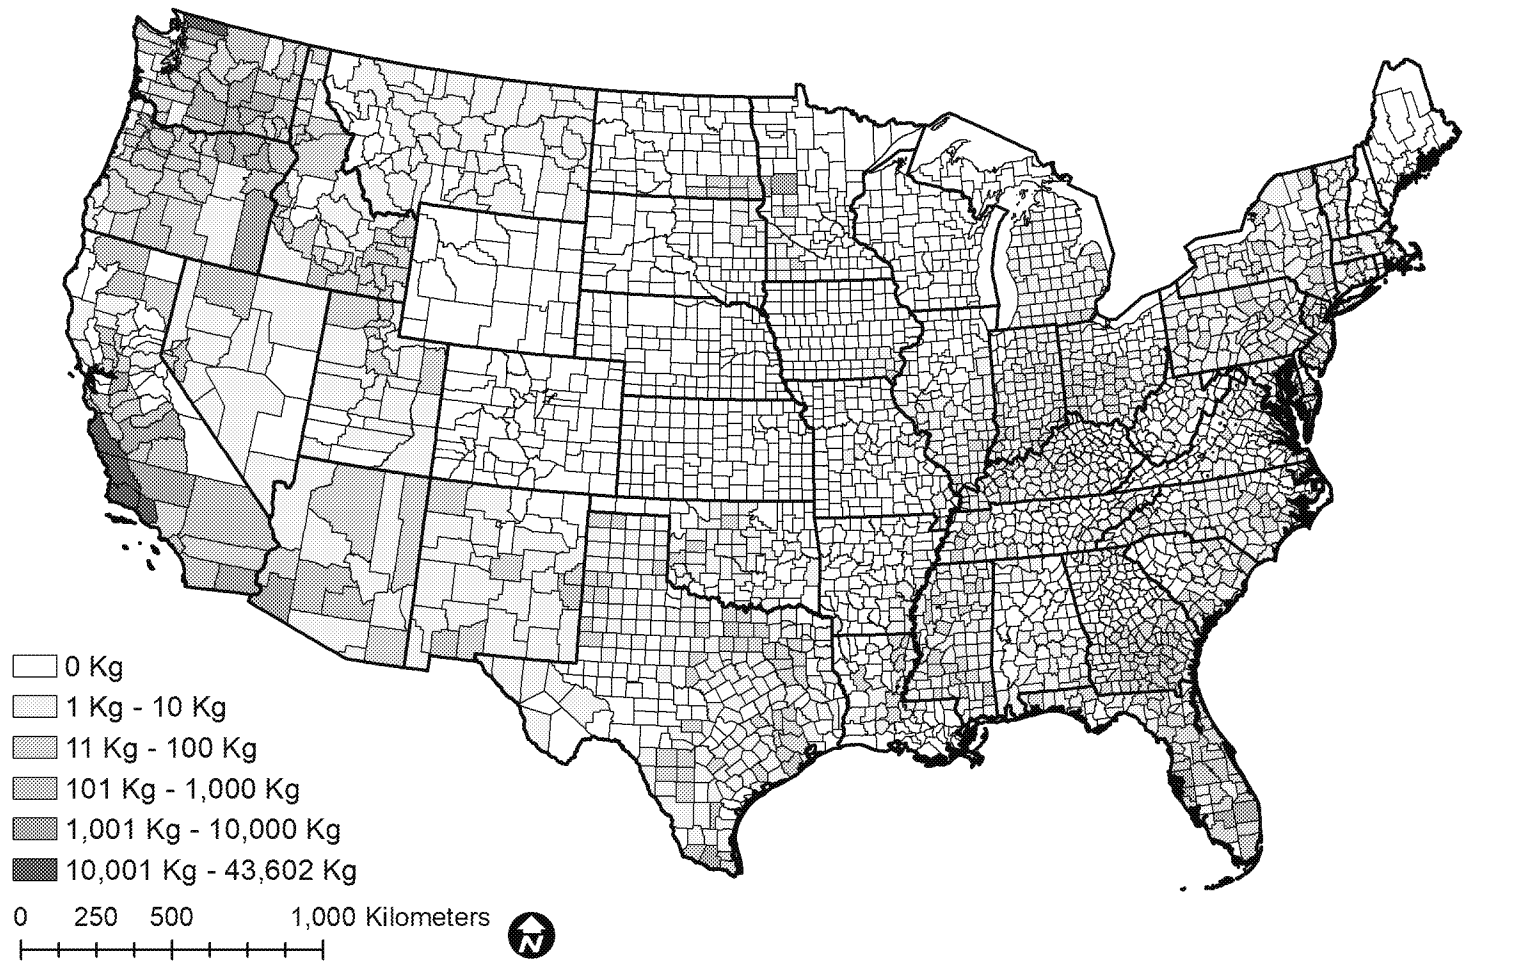 0 Kg
1 Kg - 10 Kg
11 Kg - 100 Kg
101 Kg - 1,000 Kg
1,001 Kg - 10,000 Kg
10,001 Kg - 43,602 Kg
0 250 500 1,000 Kilometers
N